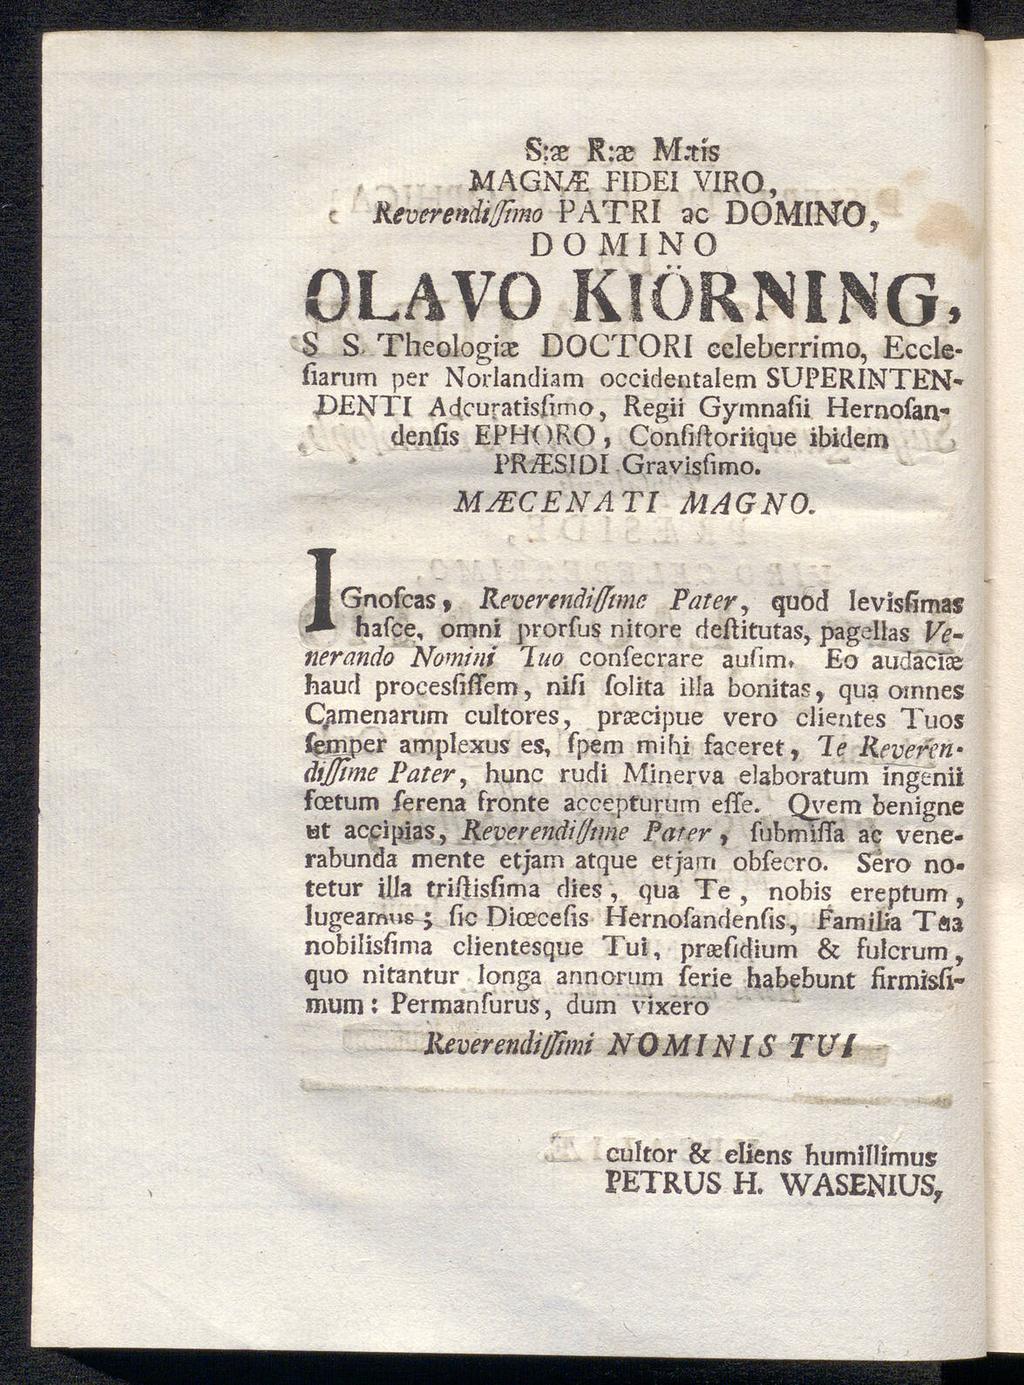 S:æ R:æ M:tis
MAGNÆ FIDEI VIRO,
Reverendiſſimo PATRI ac DOMINO,
DOMINO
OLAVO KIÖRNING,
S S. Theologiæ DOCTORI celeberrimo, Eccle-
ſiarum per Norlandiam occidentalem SUPERINTEN-
DENTI Adcuratisſimo, Regii Gymnaſii Hernoſan-
denſis EPHORO, Conſiſtoriique ibidem
PRÆSIDI Gravisſimo.
MÆCENATI MAGNO.
IGnoſcas, Reverendiſſime Pater, quod levisſimas
haſce, omni prorſus nitore deſtitutas, pagellas Ve-
nerando Nomini Tuo conſecrare auſim. Eo audaciæ
haud procesſiſſem, niſi ſolita illa bonitas, qua omnes
Camenarum cultores, præcipue vero clientes Tuos
ſemper amplexus es, ſpem mihi faceret, Te Reveren-
diſſime Pater, hunc rudi Minerva elaboratum ingenii
fœtum ſerena fronte accepturum eſſe. Qvem benigne
ut accipias, Reverendiſſime Pater, ſubmiſſa ac vene-
rabunda mente etjam atque etjam obſecro. Sero no-
tetur illa triſtisſima dies, qua Te, nobis ereptum,
lugeamus; ſic Diœceſis Hernoſandenſis, Familia Tua
nobilisſima clientesque Tui, præſidium & fulcrum,
quo nitantur longa annorum ſerie habebunt firmisſi-
mum: Permanſurus, dum vixero
Reverendiſſimi NOMINIS TUI
cultor & cliens humillimus
PETRUS H. WASENIUS,